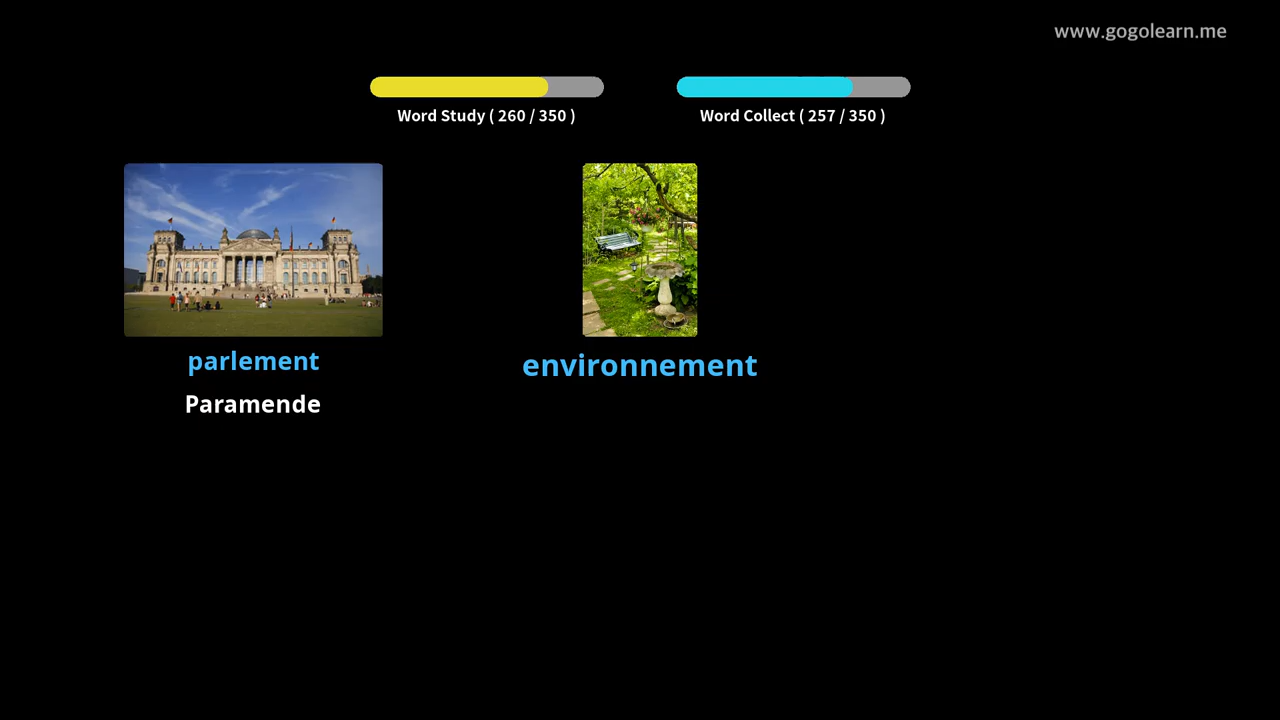 www.gogolearn.me
Word Study ( 260 / 350 )
Word Collect ( 257 / 350 )
parlement
environnement
Paramende